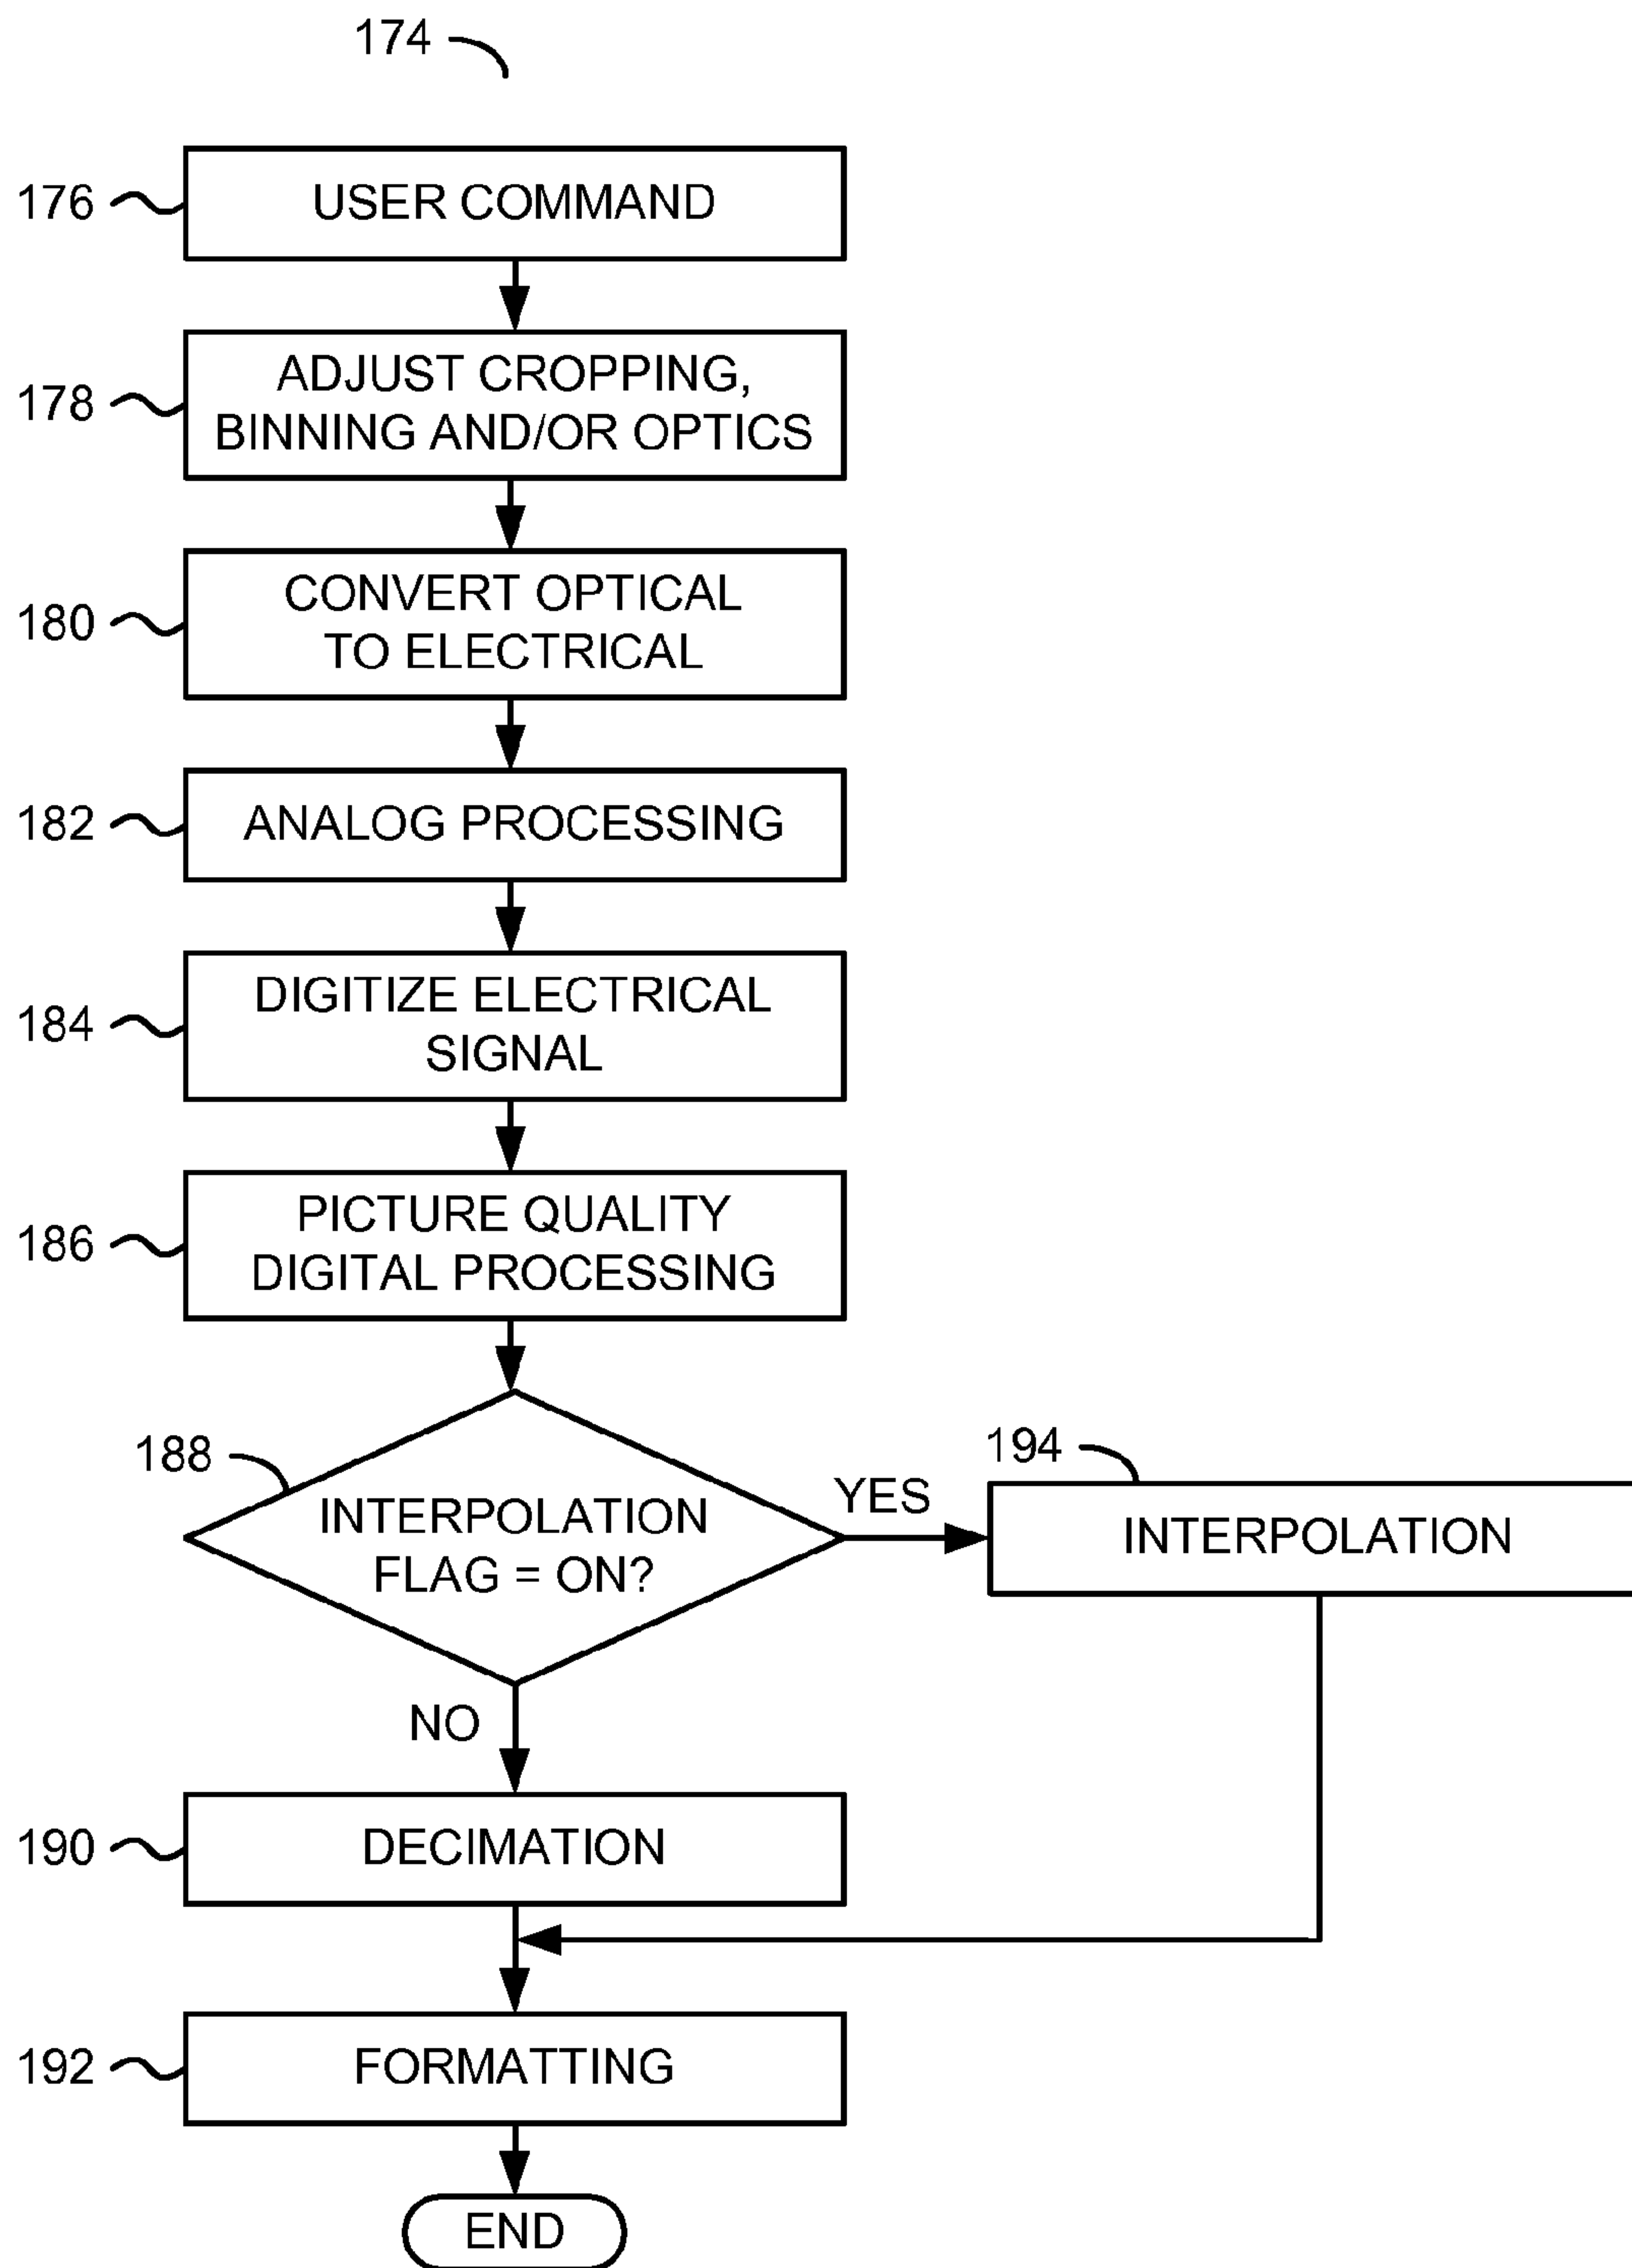 174
176
USER COMMAND
178
ADJUST CROPPING,
BINNING AND/OR OPTICS
180
CONVERT OPTICAL
TO ELECTRICAL
182
ANALOG PROCESSING
184
DIGITIZE ELECTRICAL
SIGNAL
186
PICTURE QUALITY
DIGITAL PROCESSING
188
INTERPOLATION
FLAG = ON?
YES
194
INTERPOLATION
NO
190
DECIMATION
192
FORMATTING
END